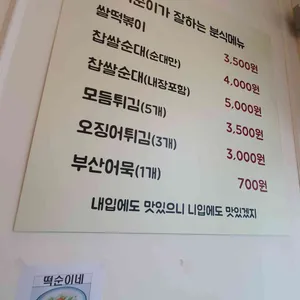 순이가 잘하는 분식메뉴
쌀떡볶이 3,500원
찹쌀순대(순대만) 4,000원
찹쌀순대(내장포함) 5,000원
모듬튀김(5개) 3,500원
오징어튀김(3개) 3,000원
부산어묵(1개) 700원
내입에도 맛있으니 니입에도 맛있겠지
떡순이네